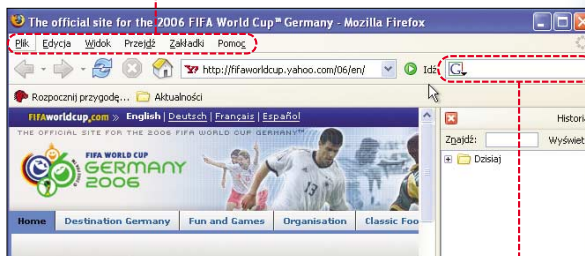 The official site for the 2006 FIFA World Cup™ Germany - Mozilla Firefox
Plik Edycja Widok Przejdź Zakładki Pomoc
http://fifaworldcup.yahoo.com/06/en/ Idź G
Rozpocznij przygodę... Aktualności
FIFAworldcup.com » English | Deutsch | Français | Español
THE OFFICIAL SITE FOR THE 2006 FIFA WORLD CUP GERMANY™
FIFA WORLD CUP
GERMANY
2006
13
Home Destination Germany Fun and Games Organisation Classic Foo
Historia
Znajdź: Wyświet
Dzisiaj